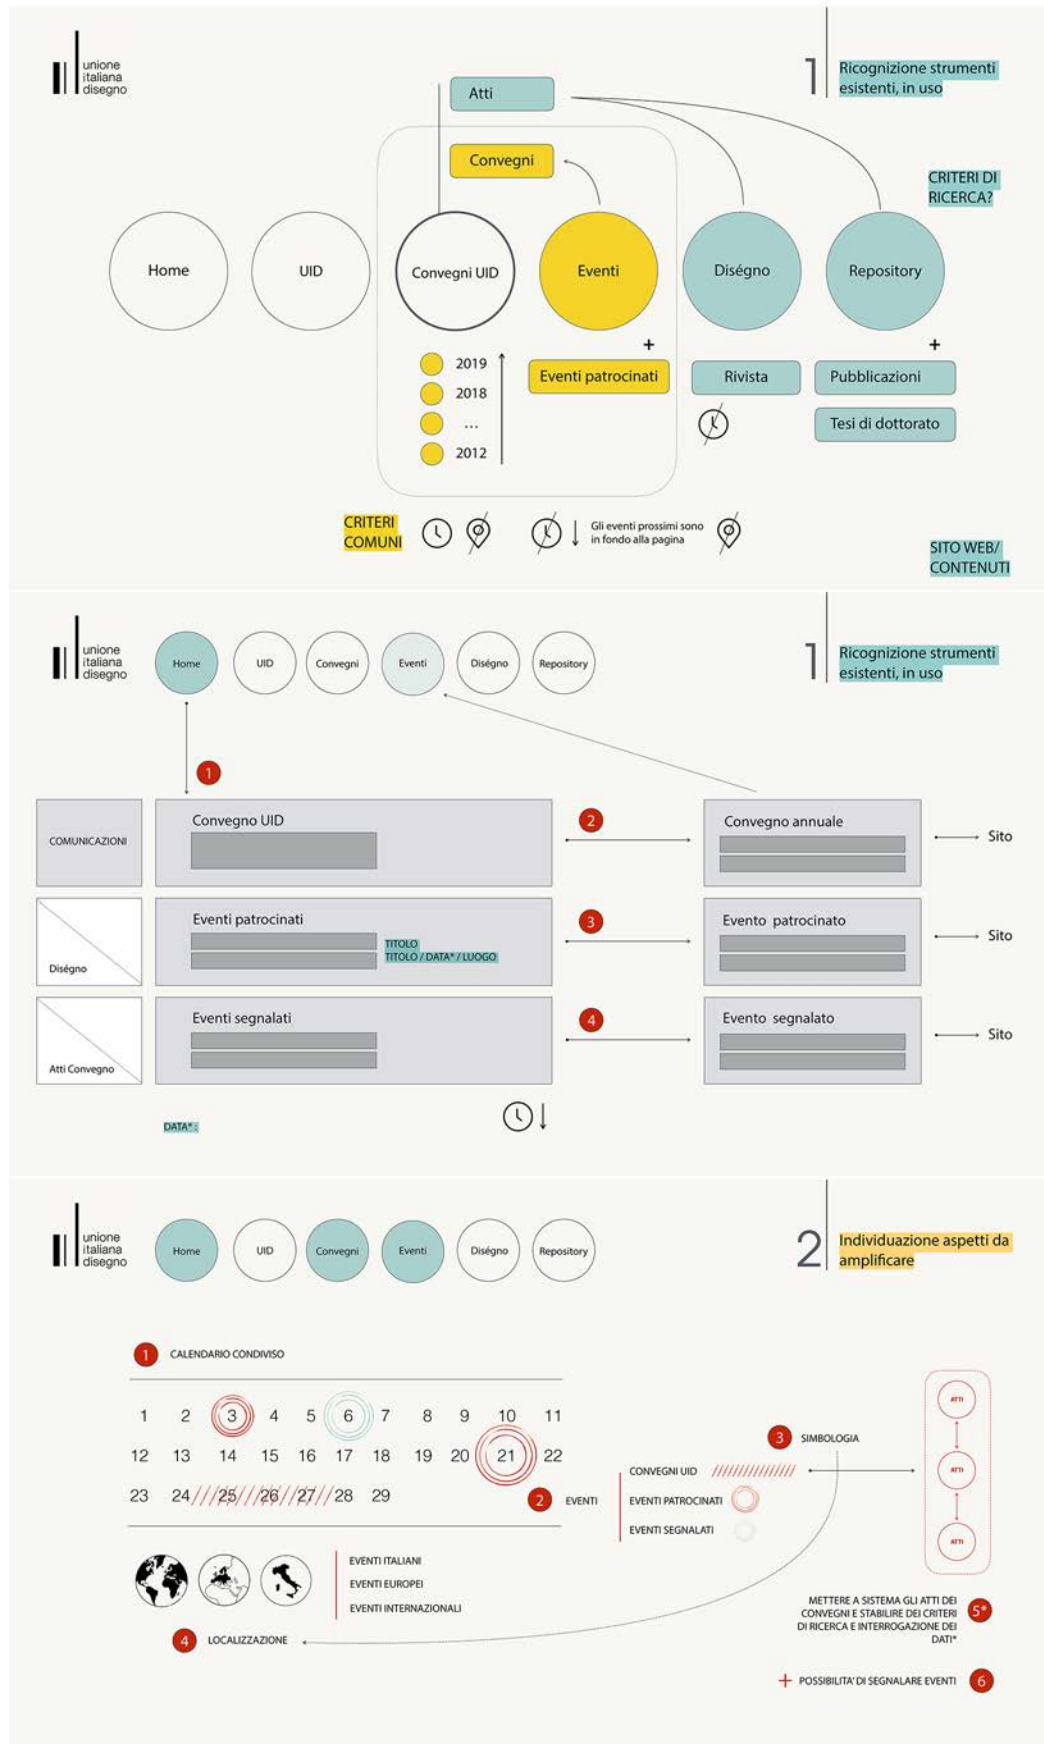 unione
italiana
disegno
1
Ricognizione strumenti
esistenti, in uso
Atti
Convegni
CRITERI DI
RICERCA?
Home
UID
Convegni UID
Eventi
Diségno
Repository
+
+
2019
2018
...
2012
Eventi patrocinati
Rivista
Pubblicazioni
Tesi di dottorato
CRITERI
COMUNI
Gli eventi prossimi sono
in fondo alla pagina
SITO WEB/
CONTENUTI
unione
italiana
disegno
Home
UID
Convegni
Eventi
Diségno
Repository
1
Ricognizione strumenti
esistenti, in uso
1
COMUNICAZIONI
Convegno UID
2
Convegno annuale
Sito
Diségno
Eventi patrocinati
TITOLO
TITOLO / DATA* / LUOGO
3
Evento patrocinato
Sito
Atti Convegno
Eventi segnalati
4
Evento segnalato
Sito
DATA* :
unione
italiana
disegno
Home
UID
Convegni
Eventi
Diségno
Repository
2
Individuazione aspetti da
amplificare
1 CALENDARIO CONDIVISO
1 2 3 4 5 6 7 8 9 10 11
12 13 14 15 16 17 18 19 20 21 22
23 24 25 26 27 28 29
2 EVENTI
CONVEGNI UID
EVENTI PATROCINATI
EVENTI SEGNALATI
3 SIMBOLOGIA
ATTI
ATTI
ATTI
EVENTI ITALIANI
EVENTI EUROPEI
EVENTI INTERNAZIONALI
4 LOCALIZZAZIONE
METTERE A SISTEMA GLI ATTI DEI
CONVEGNI E STABILIRE DEI CRITERI
DI RICERCA E INTERROGAZIONE DEI
DATI*
5*
+ POSSIBILITA' DI SEGNALARE EVENTI 6